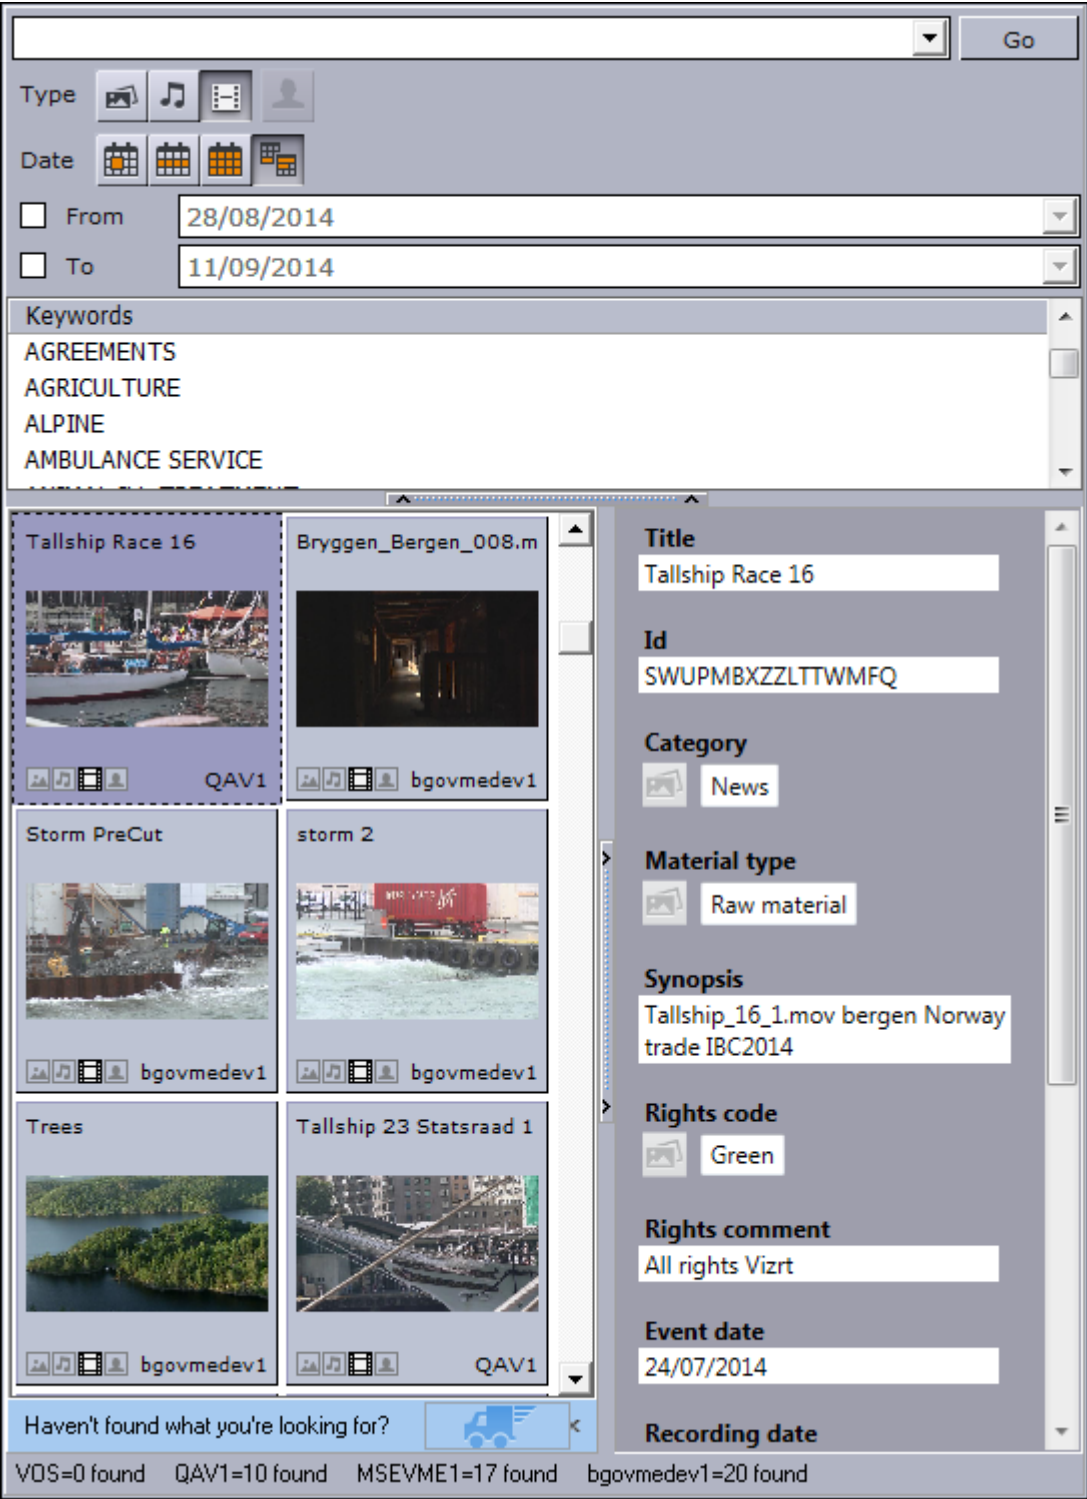 Go
Type
Date
From
28/08/2014
To
11/09/2014
Keywords
AGREEMENTS
AGRICULTURE
ALPINE
AMBULANCE SERVICE
Tallship Race 16
QAV1
Bryggen_Bergen_008.m
bgovmedev1
Storm PreCut
bgovmedev1
storm 2
bgovmedev1
Trees
bgovmedev1
Tallship 23 Statsraad 1
QAV1
Haven't found what you're looking for?
Title
Tallship Race 16
Id
SWUPMBXZZLTTWMFQ
Category
News
Material type
Raw material
Synopsis
Tallship_16_1.mov bergen Norway
trade IBC2014
Rights code
Green
Rights comment
All rights Vizrt
Event date
24/07/2014
Recording date
VOS=0 found QAV1=10 found MSEVME1=17 found bgovmedev1=20 found